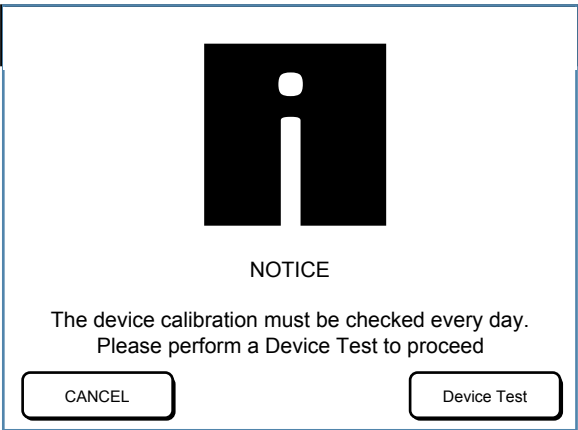 NOTICE
The device calibration must be checked every day.
Please perform a Device Test to proceed
CANCEL
Device Test